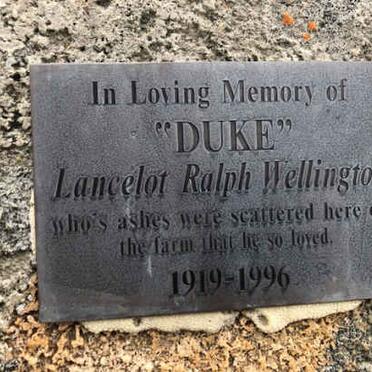 In Loving Memory of
"DUKE"
Lancelot Ralph Wellingto
who's ashes were scattered here
the farm that he so loved.
1919-1996